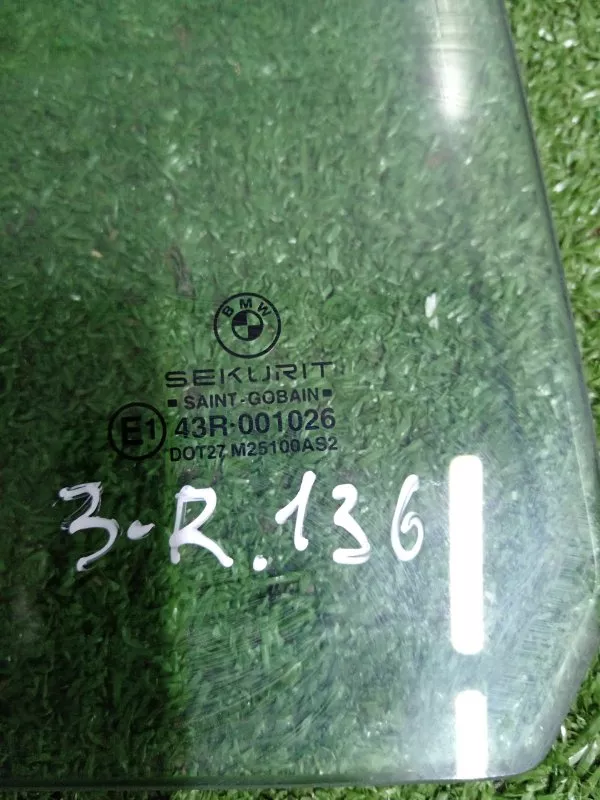 BMW
SEKURIT
▪ SAINT-GOBAIN ▪
E1 43R-001026
DOT27 M25100AS2
3-R.136